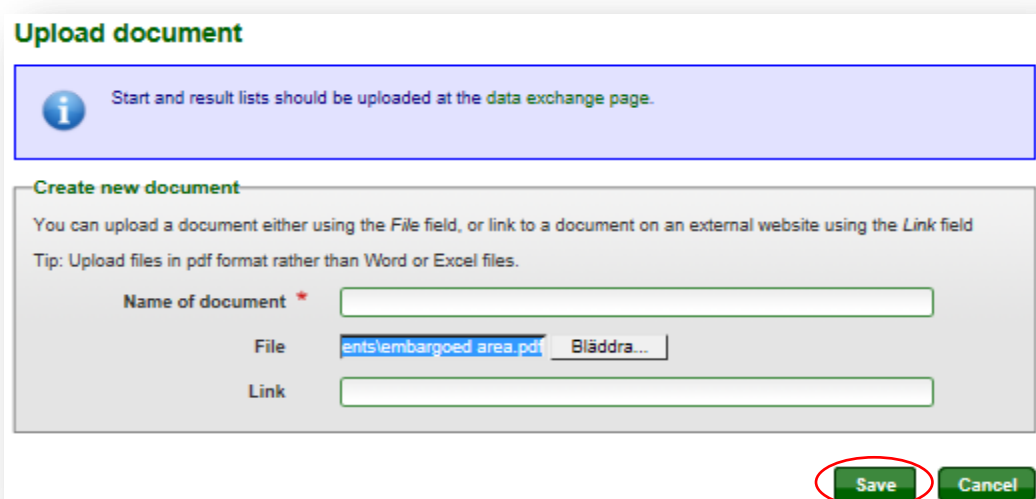 Upload document
Start and result lists should be uploaded at the data exchange page.
Create new document
You can upload a document either using the File field, or link to a document on an external website using the Link field
Tip: Upload files in pdf format rather than Word or Excel files.
Name of document *
File ents\embargoed area.pdf Bläddra...
Link
Save Cancel